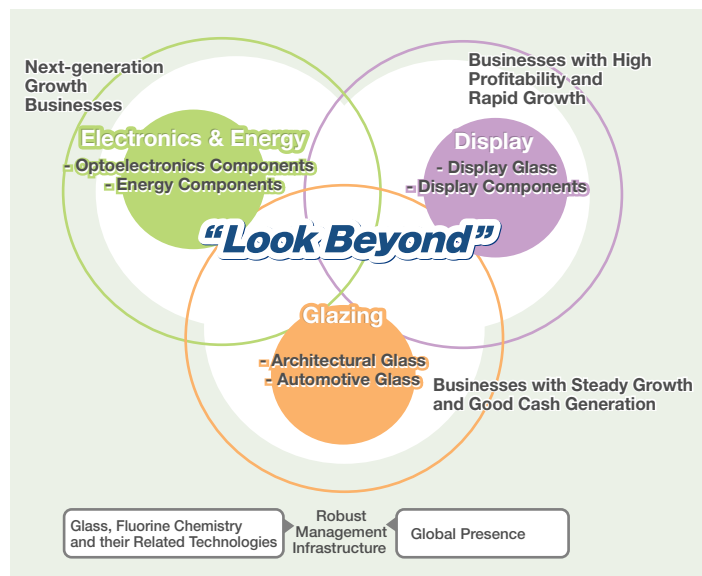 Next-generation
Growth
Businesses
Businesses with High
Profitability and
Rapid Growth
Electronics & Energy
- Optoelectronics Components
- Energy Components
Display
- Display Glass
- Display Components
“Look Beyond”
Glazing
- Architectural Glass
- Automotive Glass
Businesses with Steady Growth
and Good Cash Generation
Glass, Fluorine Chemistry
and their Related Technologies
Robust
Management
Infrastructure
Global Presence